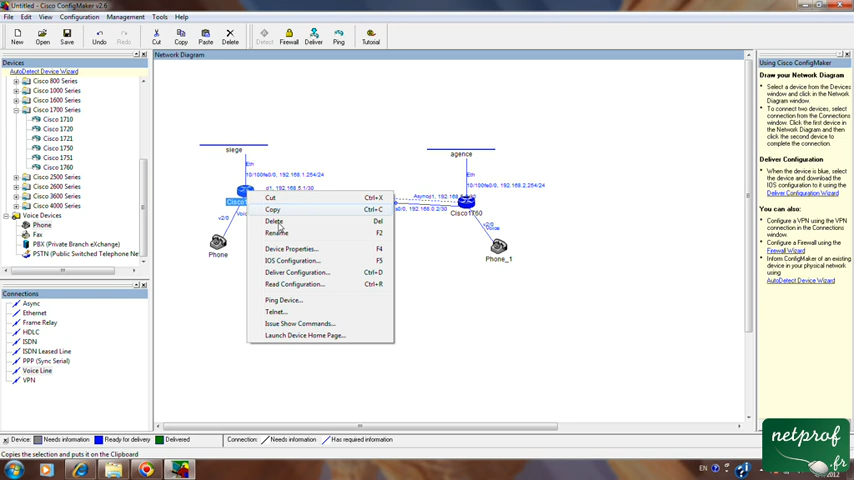 Untitled - Cisco ConfigMaker v2.6
File Edit View Configuration Management Tools Help
New Open Save Undo Redo Cut Copy Paste Delete Detect Firewall Deliver Ping Tutorial
Devices
AutoDetect Device Wizard
Cisco 800 Series
Cisco 1000 Series
Cisco 1600 Series
Cisco 1700 Series
Cisco 1710
Cisco 1720
Cisco 1721
Cisco 1750
Cisco 1751
Cisco 1760
Cisco 2500 Series
Cisco 2600 Series
Cisco 3600 Series
Cisco 4000 Series
Voice Devices
Phone
Fax
PBX (Private Branch eXchange)
PSTN (Public Switched Telephone Net
Connections
Async
Ethernet
Frame Relay
HDLC
ISDN
ISDN Leased Line
PPP (Sync Serial)
Voice Line
VPN
Network Diagram
siege
Eth
10/100fa0/0, 192.168.1.254/24
v2/0
Phone
agence
Eth
10/100fa0/0, 192.168.2.254/24
Cisco1760
Phone_1
Cut Ctrl+X
Copy Ctrl+C
Delete Del
Rename F2
Device Properties... F4
IOS Configuration... F5
Deliver Configuration... Ctrl+D
Read Configuration... Ctrl+R
Ping Device...
Telnet...
Issue Show Commands...
Launch Device Home Page...
Using Cisco ConfigMaker
Draw your Network Diagram
Select a device from the Devices
window and click in the Network
Diagram window.
To connect two devices, select
connection from the Connections
window. Click the first device in
the Network Diagram and then
click the second device to
complete the connection.
Deliver Configuration
When the device is blue, select
the device and download the
IOS configuration to it using
Deliver Configuration Wizard
You can also:
Configure a VPN using the VPN
connection in the Connections
window.
Configure a Firewall using the
Firewall Wizard
Inform ConfigMaker of an existing
device in your physical network
using
AutoDetect Device Wizard
Device: Needs information Ready for delivery Delivered Connection: Needs information Has required information
Copies the selection and puts it on the Clipboard
EN
netprof
.fr